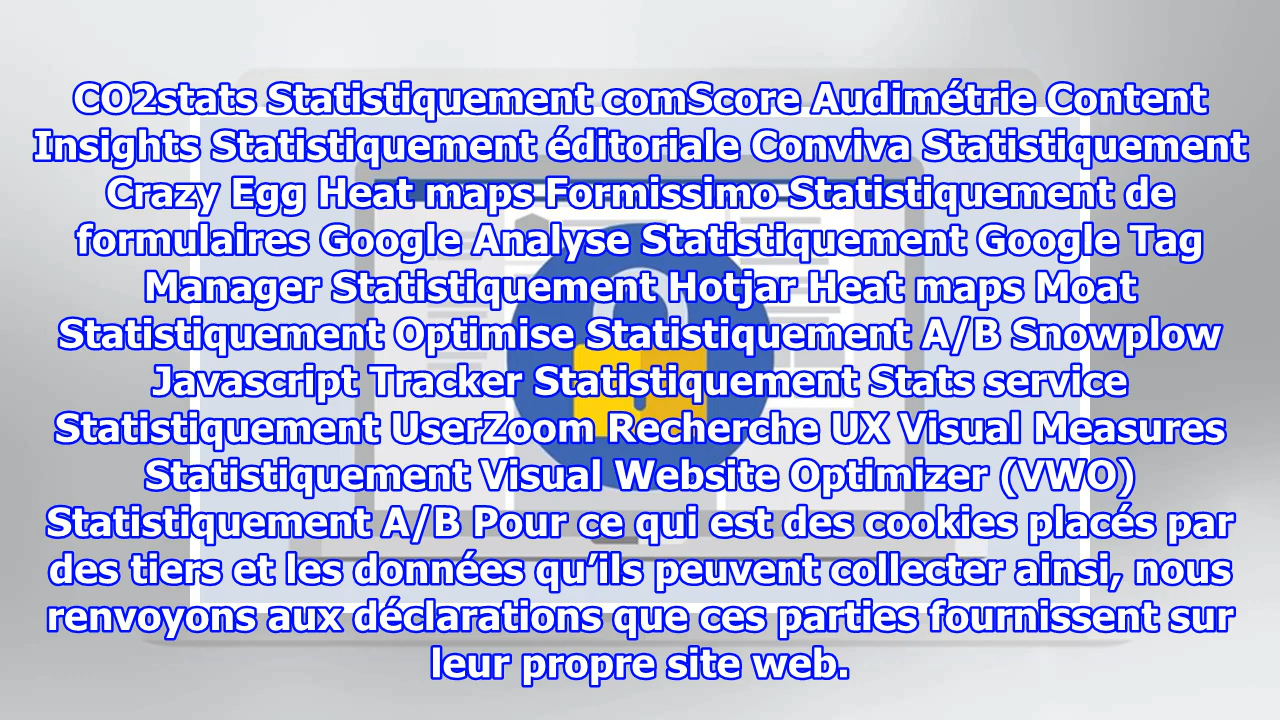 CO2stats Statistiquement comScore Audimétrie Content
Insights Statistiquement éditoriale Conviva Statistiquement
Crazy Egg Heat maps Formissimo Statistiquement de
formulaires Google Analyse Statistiquement Google Tag
Manager Statistiquement Hotjar Heat maps Moat
Statistiquement Optimise Statistiquement A/B Snowplow
Javascript Tracker Statistiquement Stats service
Statistiquement UserZoom Recherche UX Visual Measures
Statistiquement Visual Website Optimizer (VWO)
Statistiquement A/B Pour ce qui est des cookies placés par
des tiers et les données qu’ils peuvent collecter ainsi, nous
renvoyons aux déclarations que ces parties fournissent sur
leur propre site web.